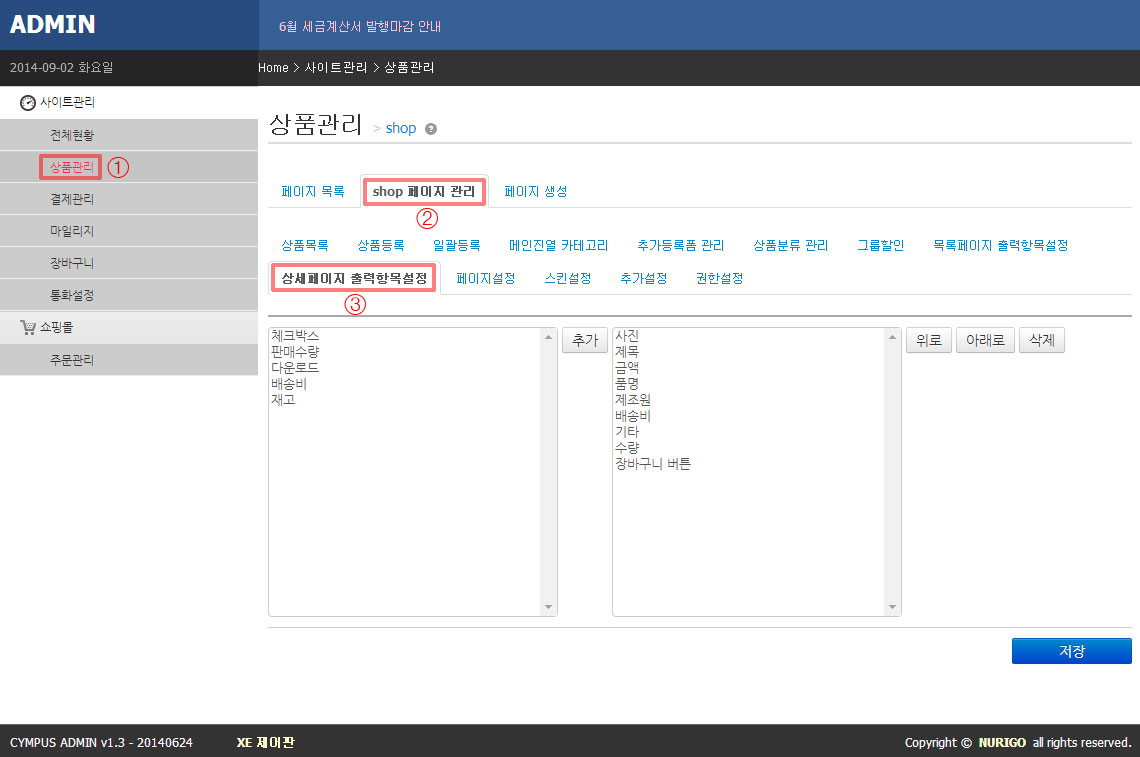 ADMIN
6월 세금계산서 발행마감 안내
2014-09-02 화요일
Home > 사이트관리 > 상품관리
사이트관리
전체현황
상품관리 ①
결제관리
마일리지
장바구니
통화설정
쇼핑몰
주문관리
상품관리 > shop ?
페이지 목록 shop 페이지 관리 페이지 생성
②
상품목록 상품등록 일괄등록 메인진열 카테고리 추가등록폼 관리 상품분류 관리 그룹할인 목록페이지 출력항목설정
상세페이지 출력항목설정 페이지설정 스킨설정 추가설정 권한설정
③
체크박스
판매수량
다운로드
배송비
재고
추가
사진
제목
금액
품명
제조원
배송비
기타
수량
장바구니 버튼
위로 아래로 삭제
저장
CYMPUS ADMIN v1.3 - 20140624 XE 제어판 Copyright © NURIGO all rights reserved.